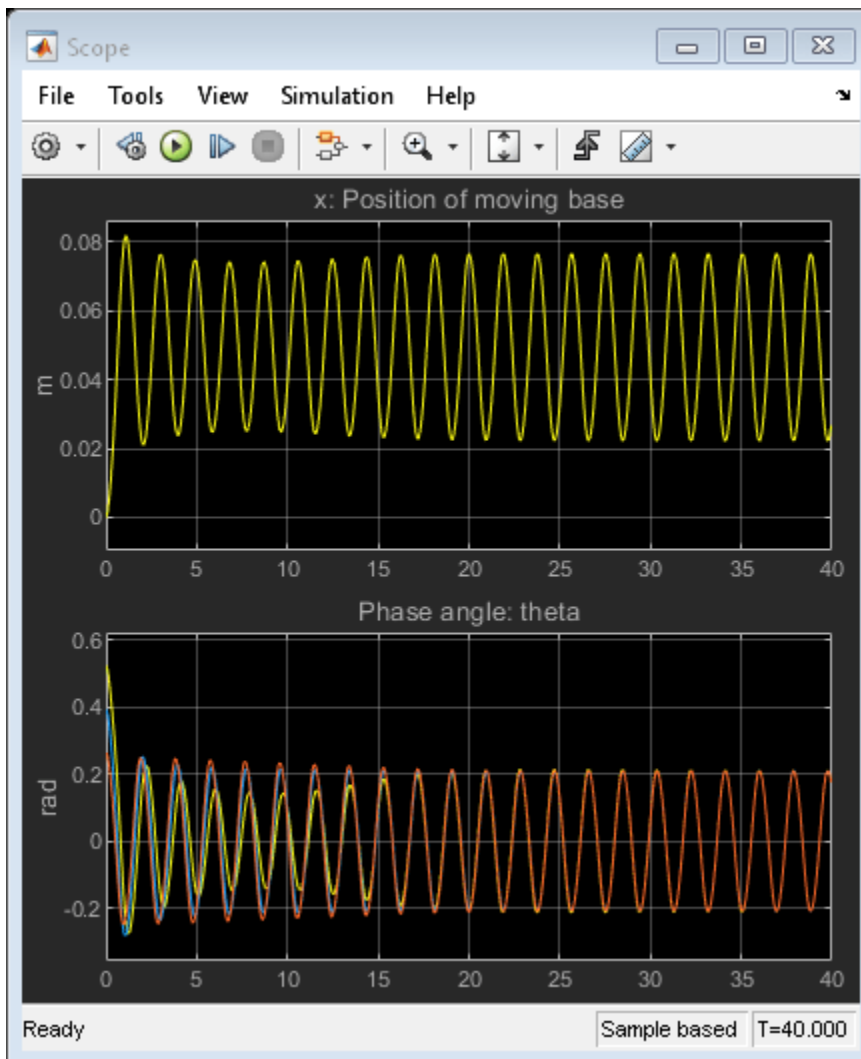 Scope
File Tools View Simulation Help
x: Position of moving base
0.08
0.06
0.04
0.02
0
m
0 5 10 15 20 25 30 35 40
Phase angle: theta
0.6
0.4
0.2
0
-0.2
rad
0 5 10 15 20 25 30 35 40
Ready Sample based T=40.000